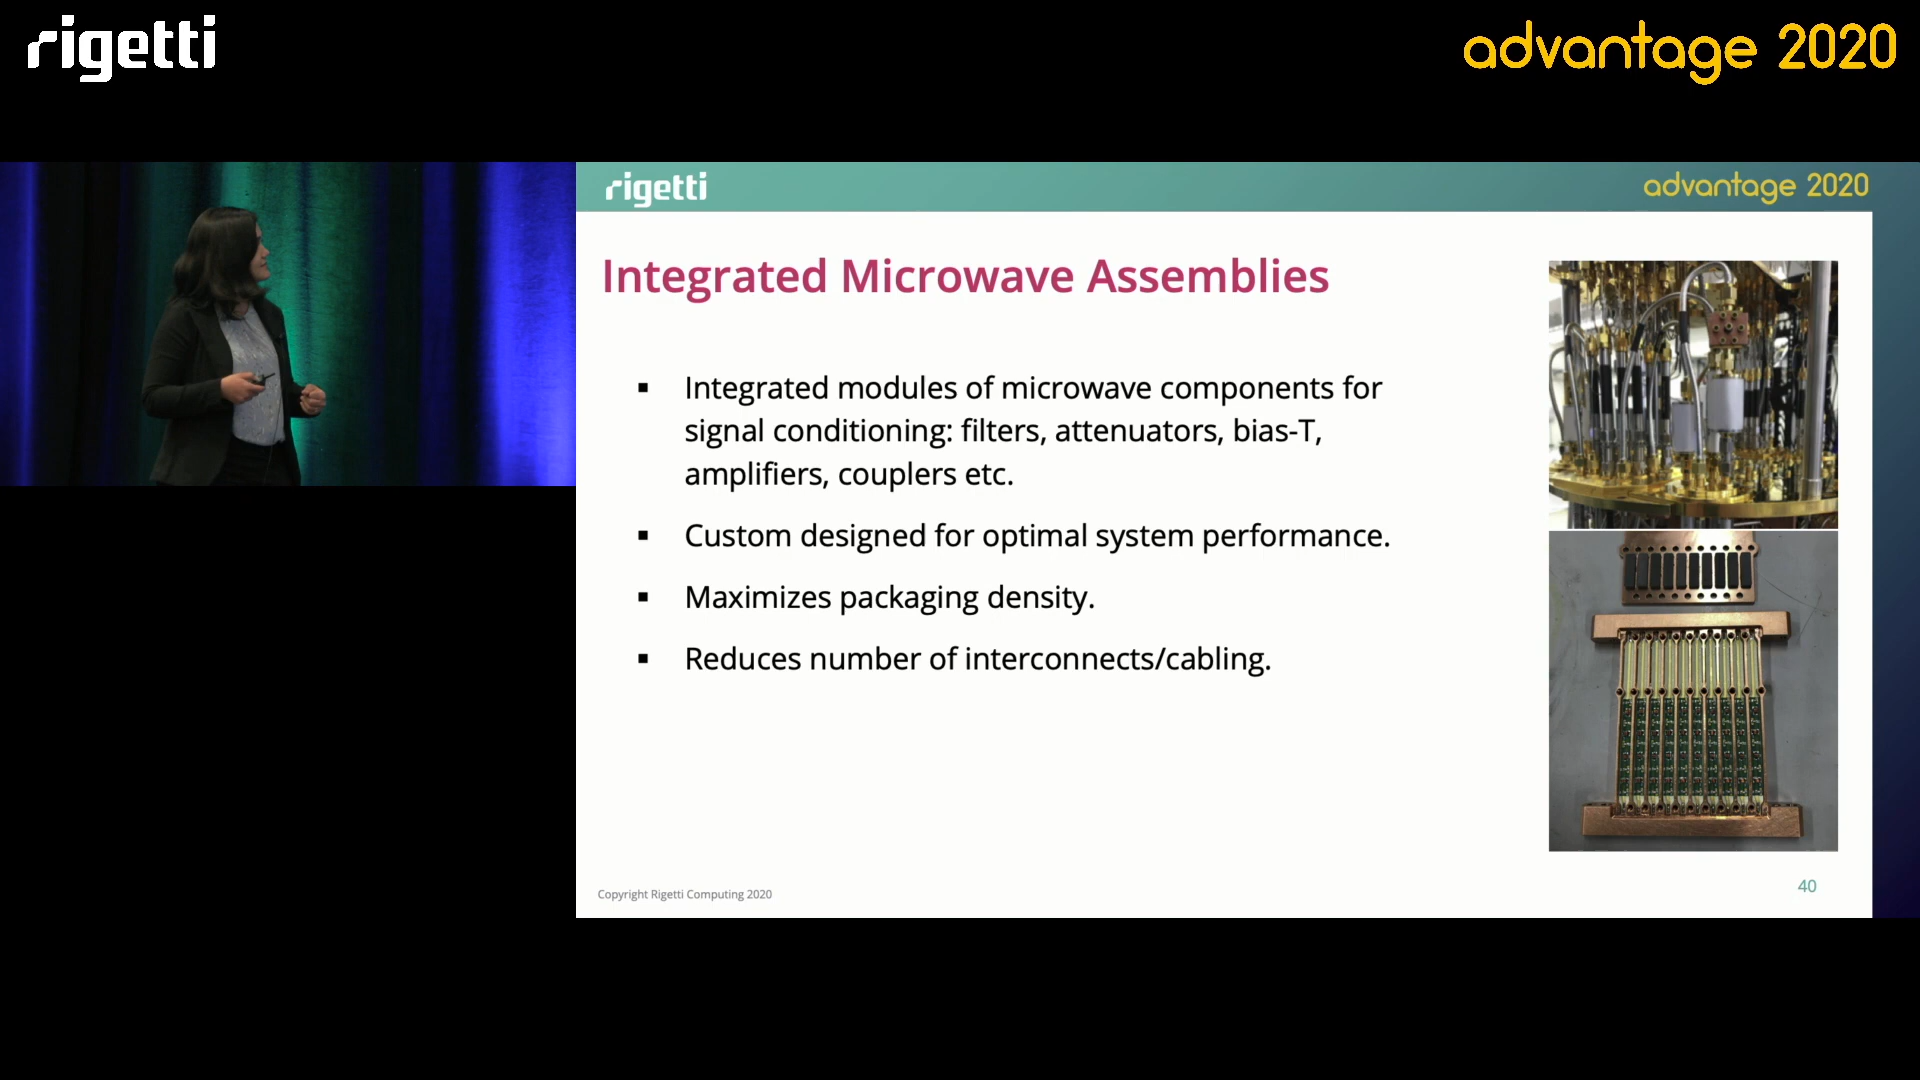 rigetti
advantage 2020
rigetti
advantage 2020
Integrated Microwave Assemblies
▪ Integrated modules of microwave components for
signal conditioning: filters, attenuators, bias-T,
amplifiers, couplers etc.
▪ Custom designed for optimal system performance.
▪ Maximizes packaging density.
▪ Reduces number of interconnects/cabling.
Copyright Rigetti Computing 2020
40